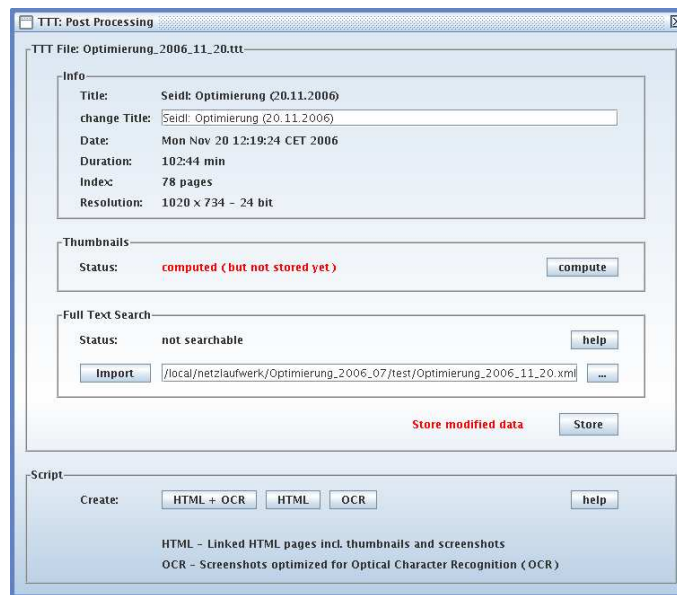 TTT: Post Processing
TTT File: Optimierung_2006_11_20.ttt
Info
Title: Seidl: Optimierung (20.11.2006)
change Title: Seidl: Optimierung (20.11.2006)
Date: Mon Nov 20 12:19:24 CET 2006
Duration: 102:44 min
Index: 78 pages
Resolution: 1020 x 734 - 24 bit
Thumbnails
Status: computed (but not stored yet) compute
Full Text Search
Status: not searchable help
Import /local/netzlaufwerk/Optimierung_2006_07/test/Optimierung_2006_11_20.xml ...
Store modified data Store
Script
Create: HTML + OCR HTML OCR help
HTML - Linked HTML pages incl. thumbnails and screenshots
OCR - Screenshots optimized for Optical Character Recognition (OCR)